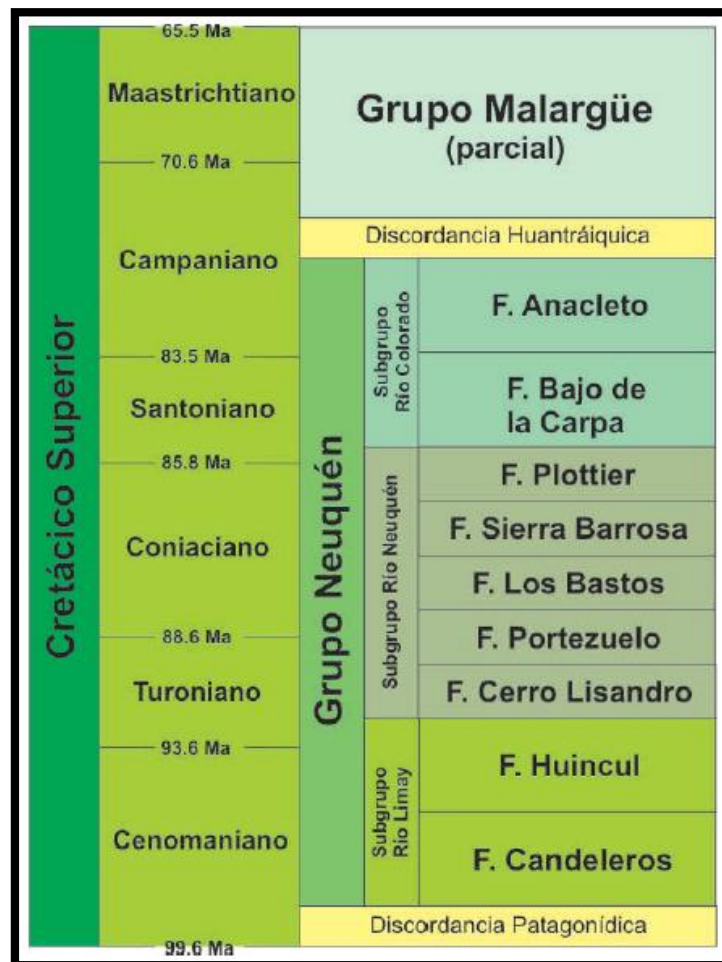 Cretácico Superior
65.5 Ma
Maastrichtiano
70.6 Ma
Campaniano
83.5 Ma
Santoniano
85.8 Ma
Coniaciano
88.6 Ma
Turoniano
93.6 Ma
Cenomaniano
99.6 Ma
Grupo Malargüe
(parcial)
Discordancia Huantráiquica
Grupo Neuquén
Subgrupo
Río Colorado
F. Anacleto
F. Bajo de
la Carpa
Subgrupo Río Neuquén
F. Plottier
F. Sierra Barrosa
F. Los Bastos
F. Portezuelo
F. Cerro Lisandro
Subgrupo
Río Limay
F. Huincul
F. Candeleros
Discordancia Patagonídica